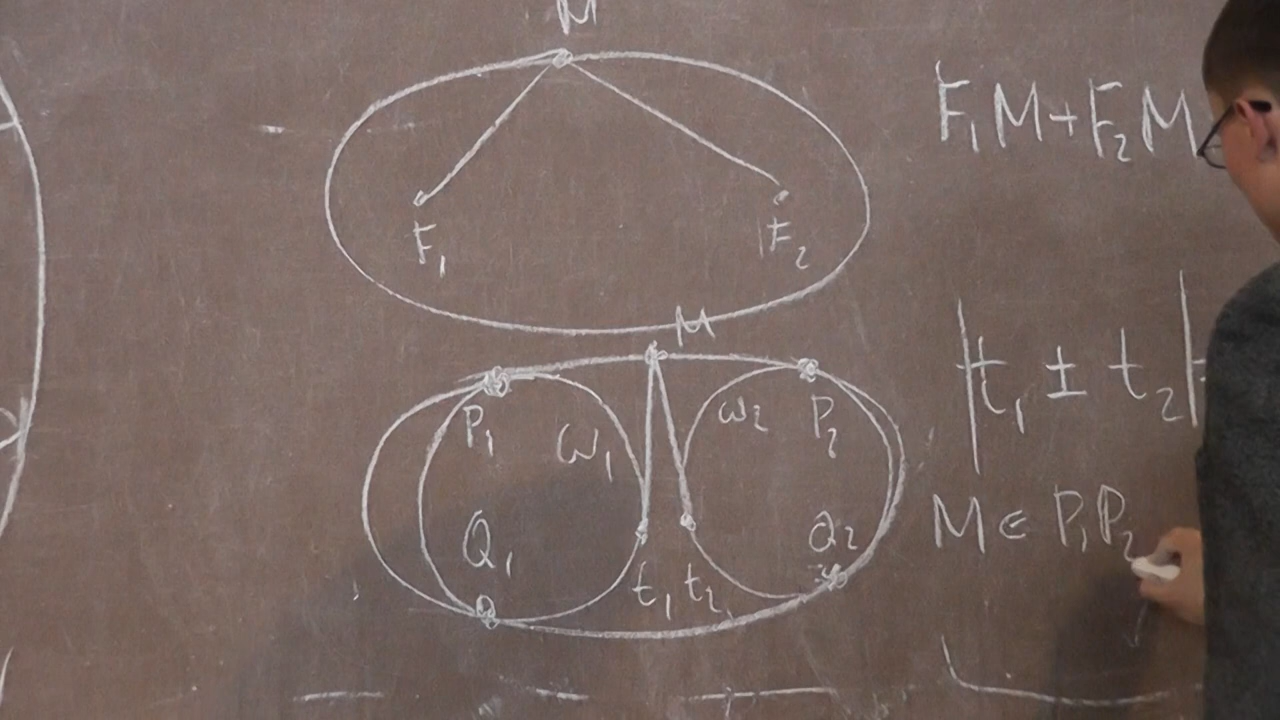 M
F₁M+F₂M
F₁ F₂
M
|t₁ ± t₂|
P₁ ω₁ ω₂ P₂
Q₁ Q₂
M ∈ P₁P₂
t₁ t₂